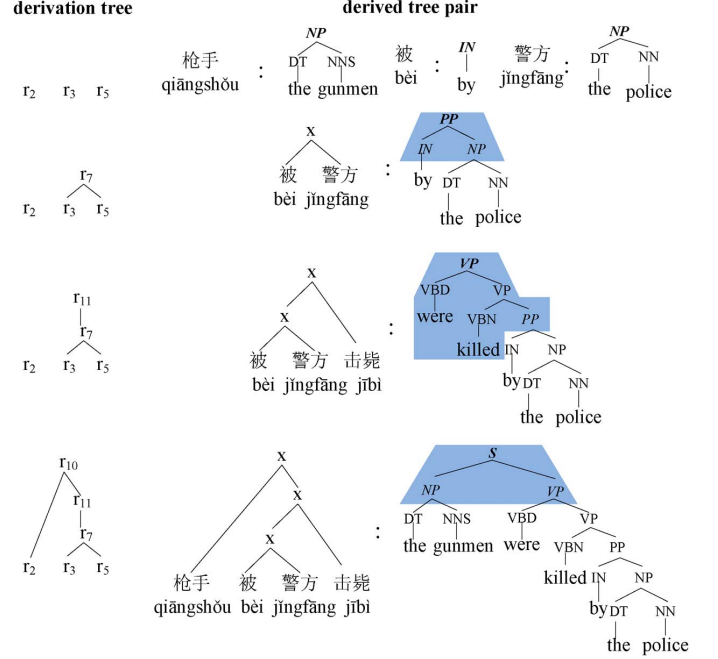 derivation tree derived tree pair
NP
枪手 : DT NNS 被 : IN 警方 : NP
qiāngshǒu the gunmen bèi by jǐngfāng DT NN
r2 r3 r5 the police
x PP
r7 IN NP
被 警方 : by DT NN
r2 r3 r5 bèi jǐngfāng the police
VP
x VBD VP
r11 were VBN PP
r7 x : killed IN NP
r2 r3 r5 被 警方 击毙 by DT NN
bèi jǐngfāng jībì the police
r10 x S
r11 x NP VP
r7 x : DT NNS VBD VP
the gunmen were VBN PP
r2 r3 r5 枪手 被 警方 击毙 killed IN NP
qiāngshǒu bèi jǐngfāng jībì by DT NN
the police